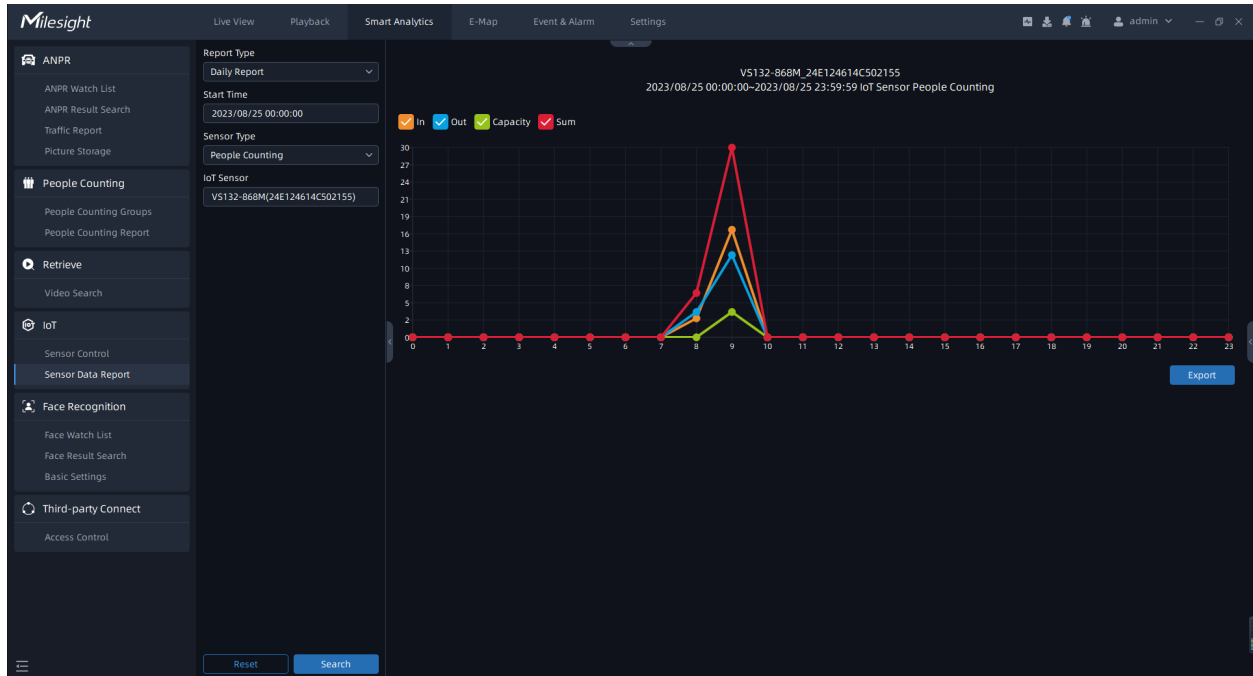 Milesight
Live View Playback Smart Analytics E-Map Event & Alarm Settings admin
ANPR
ANPR Watch List
ANPR Result Search
Traffic Report
Picture Storage
People Counting
People Counting Groups
People Counting Report
Retrieve
Video Search
IoT
Sensor Control
Sensor Data Report
Face Recognition
Face Watch List
Face Result Search
Basic Settings
Third-party Connect
Access Control
Report Type
Daily Report
Start Time
2023/08/25 00:00:00
Sensor Type
People Counting
IoT Sensor
VS132-868M(24E124614C502155)
Reset Search
VS132-868M_24E124614C502155
2023/08/25 00:00:00~2023/08/25 23:59:59 IoT Sensor People Counting
In Out Capacity Sum
30
27
24
21
19
16
13
10
8
5
2
0
0 1 2 3 4 5 6 7 8 9 10 11 12 13 14 15 16 17 18 19 20 21 22 23
Export